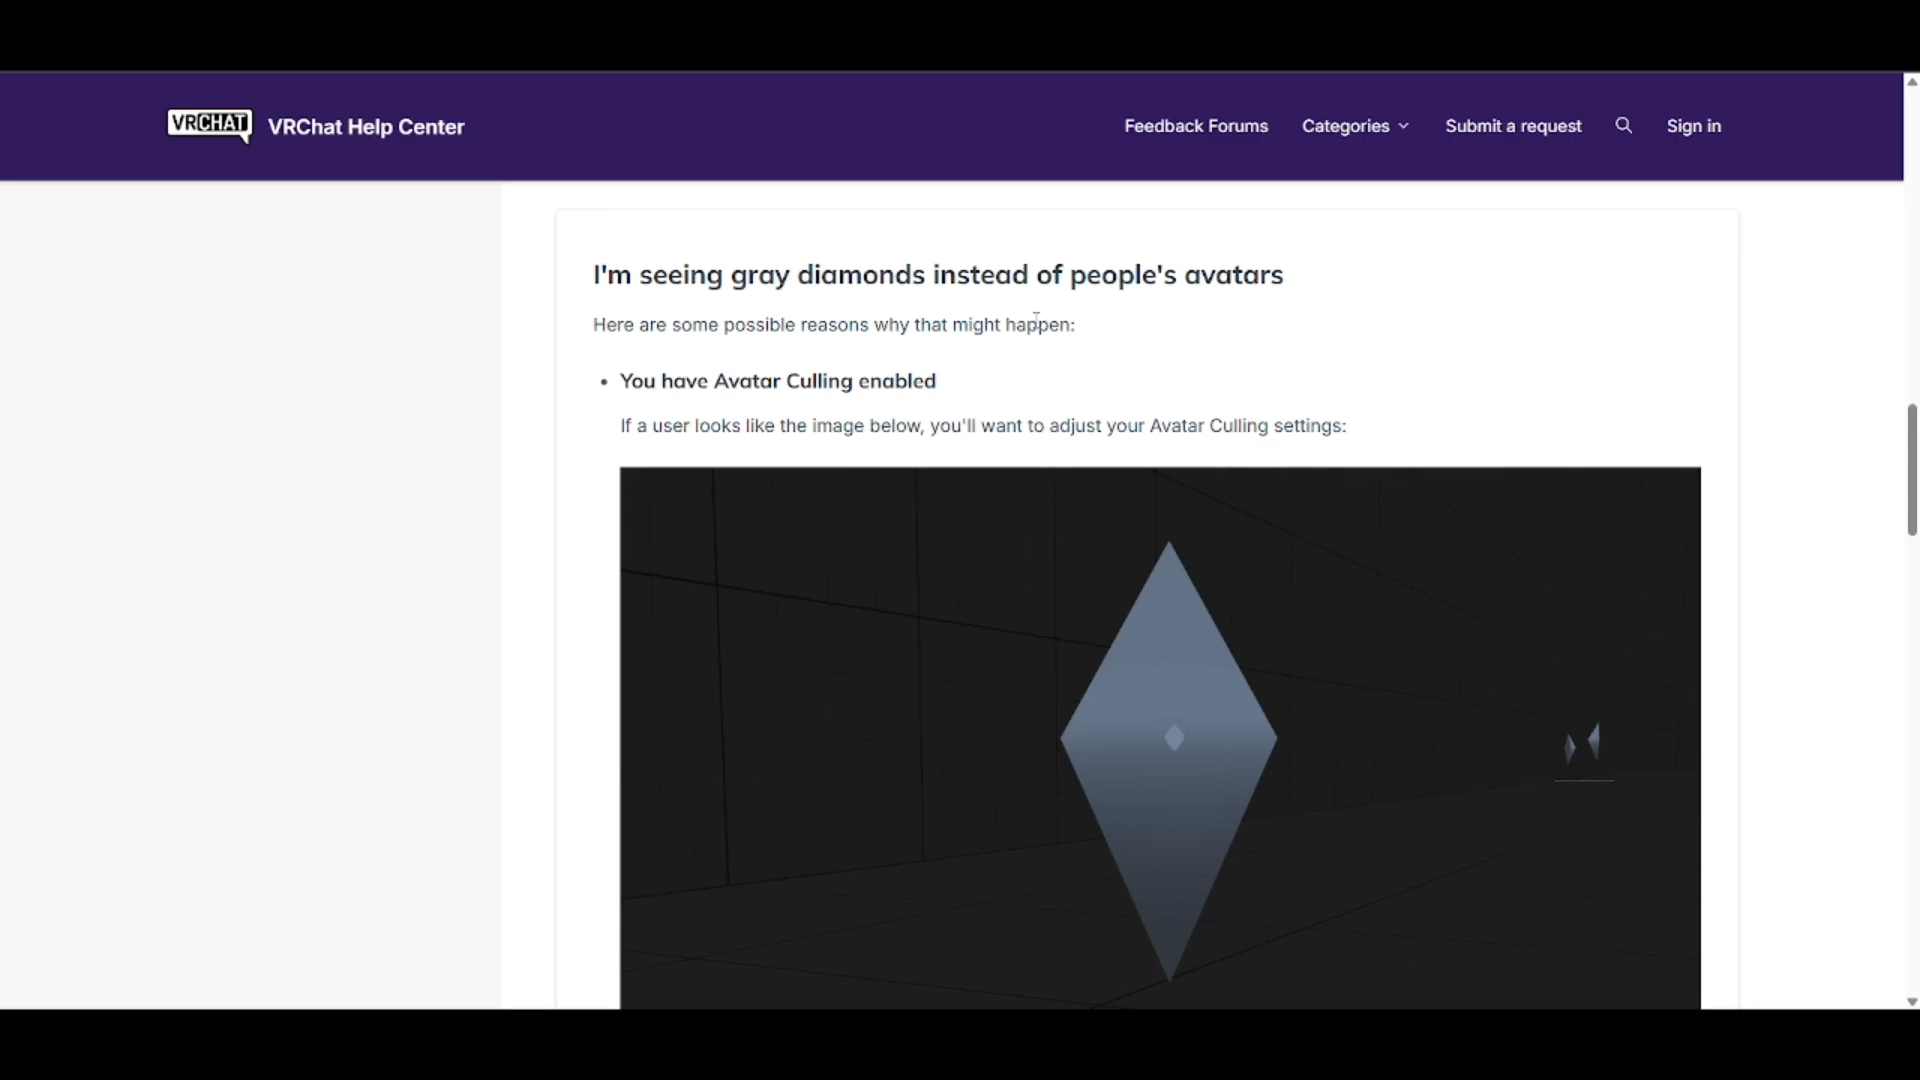 VRCHAT VRChat Help Center Feedback Forums Categories Submit a request Sign in
I'm seeing gray diamonds instead of people's avatars
Here are some possible reasons why that might happen:
• You have Avatar Culling enabled
If a user looks like the image below, you'll want to adjust your Avatar Culling settings: